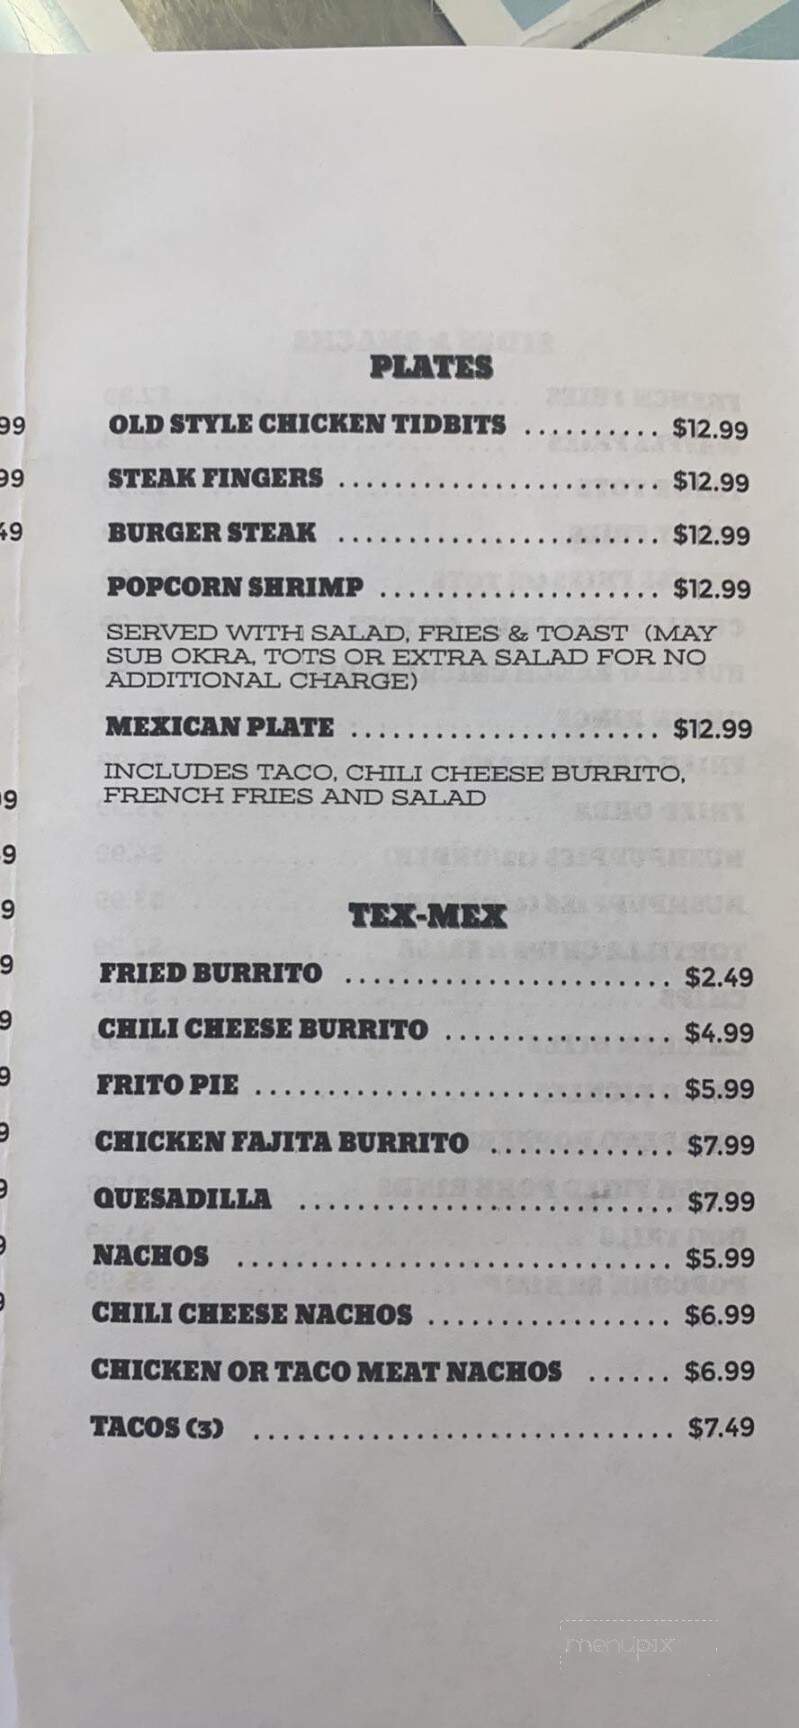 PLATES
OLD STYLE CHICKEN TIDBITS .......... $12.99
STEAK FINGERS ...................... $12.99
BURGER STEAK ...................... $12.99
POPCORN SHRIMP ................... $12.99
SERVED WITH SALAD, FRIES & TOAST (MAY
SUB OKRA, TOTS OR EXTRA SALAD FOR NO
ADDITIONAL CHARGE)
MEXICAN PLATE ..................... $12.99
INCLUDES TACO, CHILI CHEESE BURRITO,
FRENCH FRIES AND SALAD
TEX-MEX
FRIED BURRITO ...................... $2.49
CHILI CHEESE BURRITO ................ $4.99
FRITO PIE ............................ $5.99
CHICKEN FAJITA BURRITO ............. $7.99
QUESADILLA ......................... $7.99
NACHOS ............................. $5.99
CHILI CHEESE NACHOS ................. $6.99
CHICKEN OR TACO MEAT NACHOS ...... $6.99
TACOS (3) ............................. $7.49
menupix